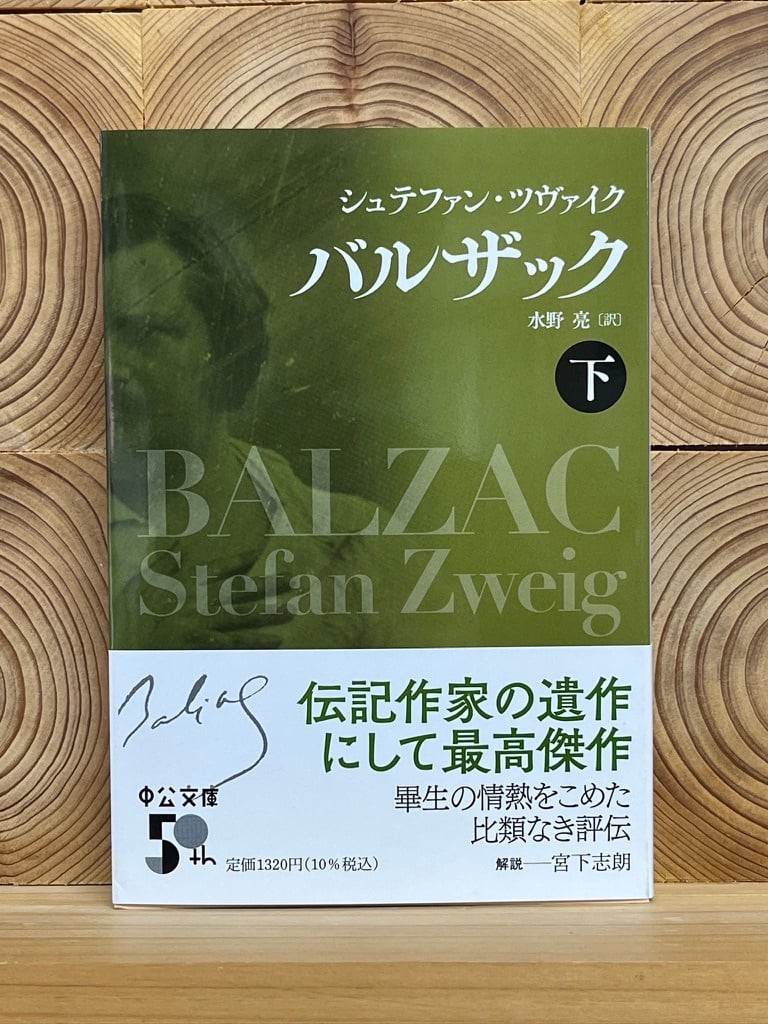 シュテファン・ツヴァイク
バルザック
水野 亮〔訳〕
下
BALZAC
Stefan Zweig
Balzac
伝記作家の遺作
にして最高傑作
畢生の情熱をこめた
比類なき評伝
中公文庫
50th
定価1320円(10%税込)
解説──宮下志朗